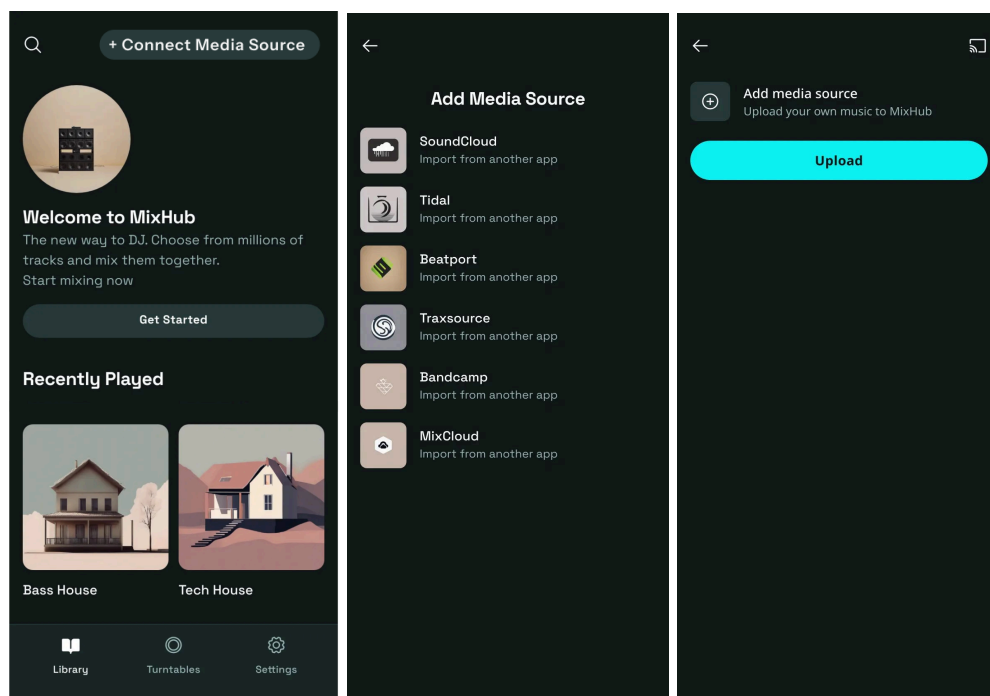 + Connect Media Source
Welcome to MixHub
The new way to DJ. Choose from millions of
tracks and mix them together.
Start mixing now
Get Started
Recently Played
Bass House
Tech House
Library
Turntables
Settings
Add Media Source
SoundCloud
Import from another app
Tidal
Import from another app
Beatport
Import from another app
Traxsource
Import from another app
Bandcamp
Import from another app
MixCloud
Import from another app
Add media source
Upload your own music to MixHub
Upload